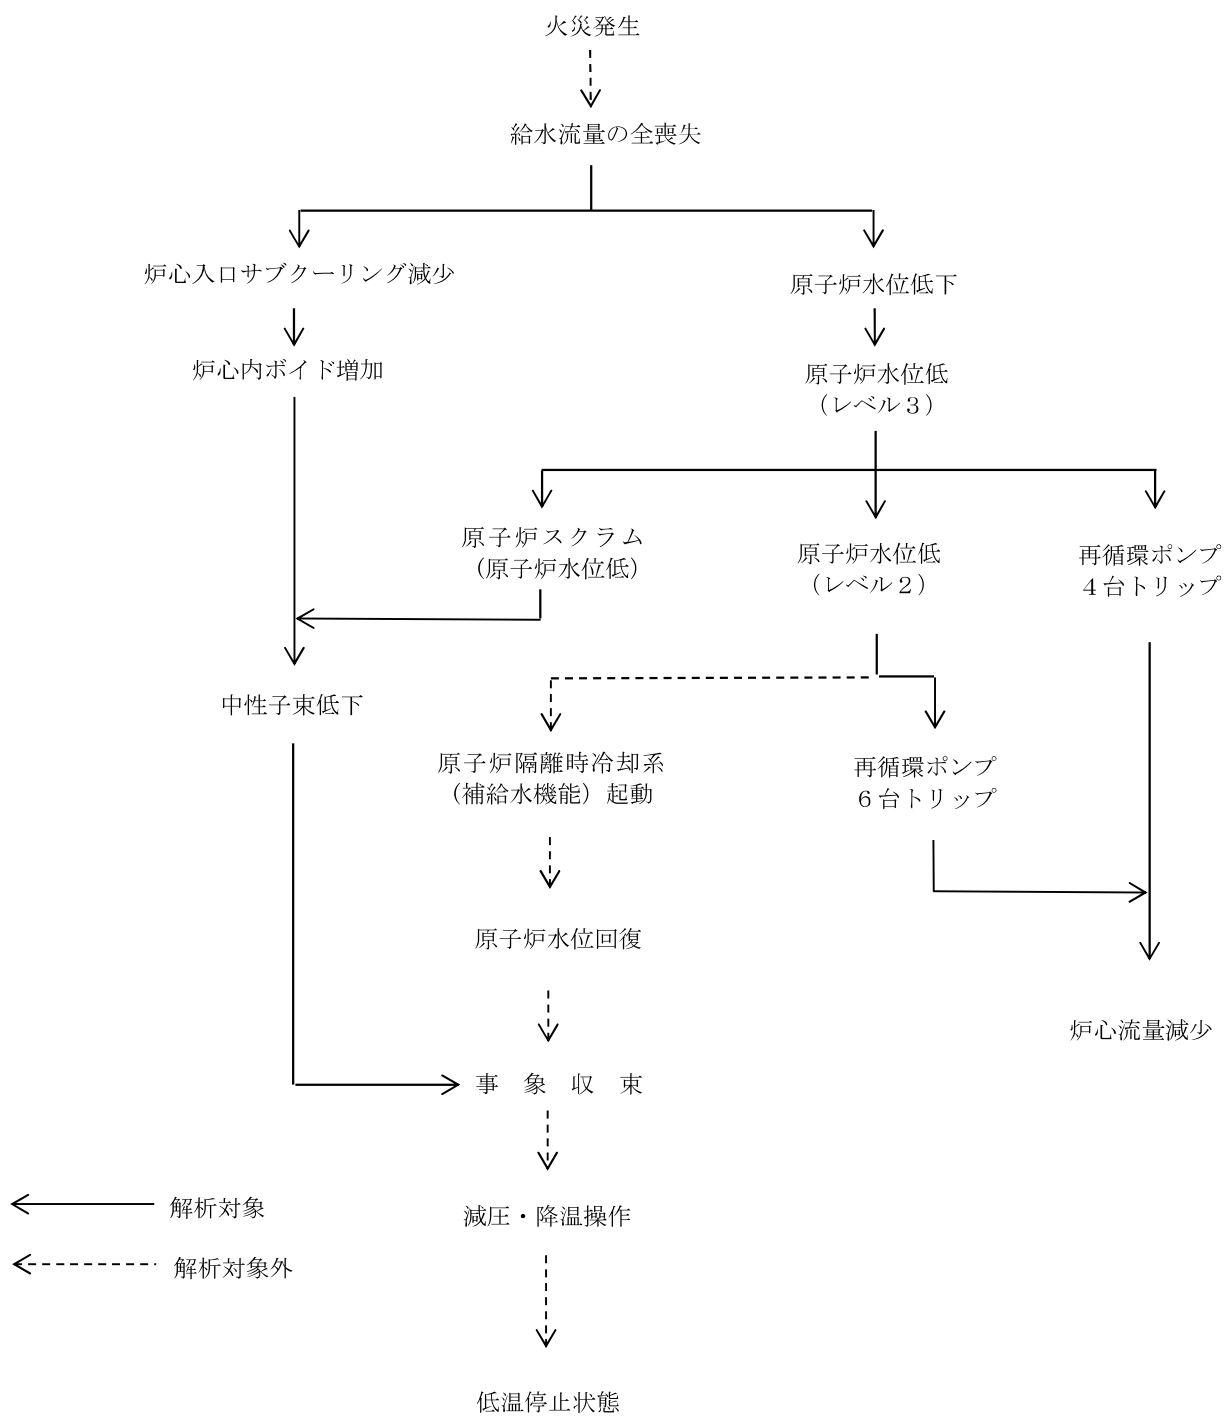 火災発生
給水流量の全喪失
炉心入口サブクーリング減少
原子炉水位低下
炉心内ボイド増加
原子炉水位低
（レベル３）
原子炉スクラム
（原子炉水位低）
原子炉水位低
（レベル２）
再循環ポンプ
４台トリップ
中性子束低下
原子炉隔離時冷却系
（補給水機能）起動
再循環ポンプ
６台トリップ
原子炉水位回復
炉心流量減少
事　象　収　束
解析対象
減圧・降温操作
解析対象外
低温停止状態